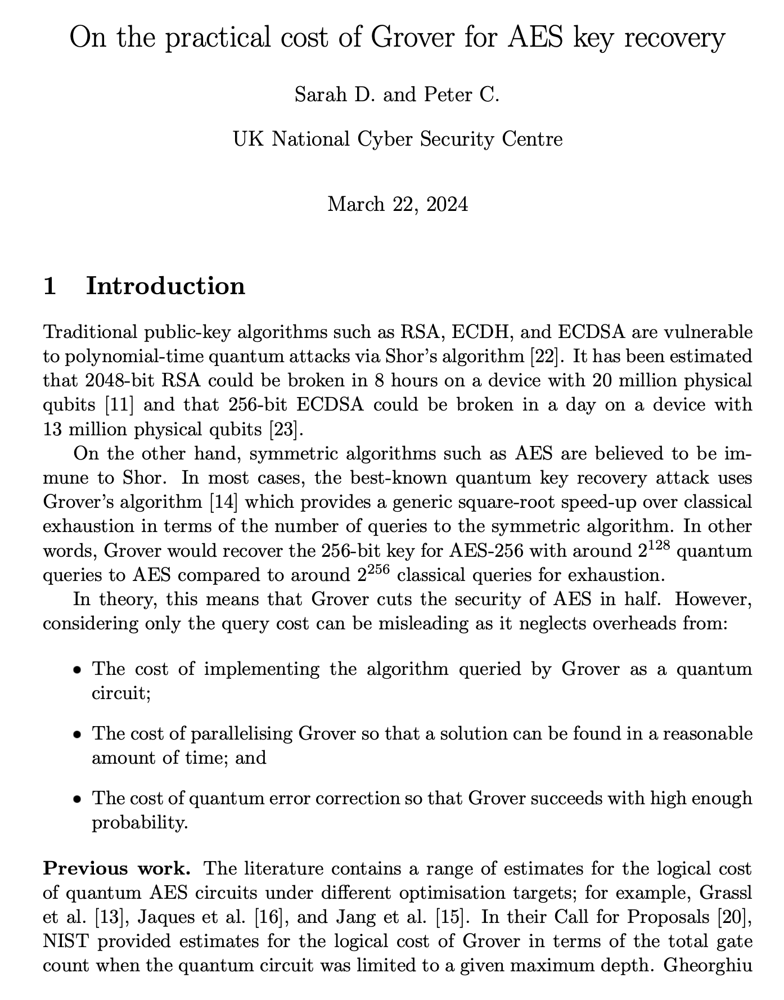 On the practical cost of Grover for AES key recovery
Sarah D. and Peter C.
UK National Cyber Security Centre
March 22, 2024
1 Introduction
Traditional public-key algorithms such as RSA, ECDH, and ECDSA are vulnerable
to polynomial-time quantum attacks via Shor's algorithm [22]. It has been estimated
that 2048-bit RSA could be broken in 8 hours on a device with 20 million physical
qubits [11] and that 256-bit ECDSA could be broken in a day on a device with
13 million physical qubits [23].
On the other hand, symmetric algorithms such as AES are believed to be im-
mune to Shor. In most cases, the best-known quantum key recovery attack uses
Grover's algorithm [14] which provides a generic square-root speed-up over classical
exhaustion in terms of the number of queries to the symmetric algorithm. In other
words, Grover would recover the 256-bit key for AES-256 with around 2^128 quantum
queries to AES compared to around 2^256 classical queries for exhaustion.
In theory, this means that Grover cuts the security of AES in half. However,
considering only the query cost can be misleading as it neglects overheads from:
• The cost of implementing the algorithm queried by Grover as a quantum
circuit;
• The cost of parallelising Grover so that a solution can be found in a reasonable
amount of time; and
• The cost of quantum error correction so that Grover succeeds with high enough
probability.
Previous work. The literature contains a range of estimates for the logical cost
of quantum AES circuits under different optimisation targets; for example, Grassl
et al. [13], Jaques et al. [16], and Jang et al. [15]. In their Call for Proposals [20],
NIST provided estimates for the logical cost of Grover in terms of the total gate
count when the quantum circuit was limited to a given maximum depth. Gheorghiu